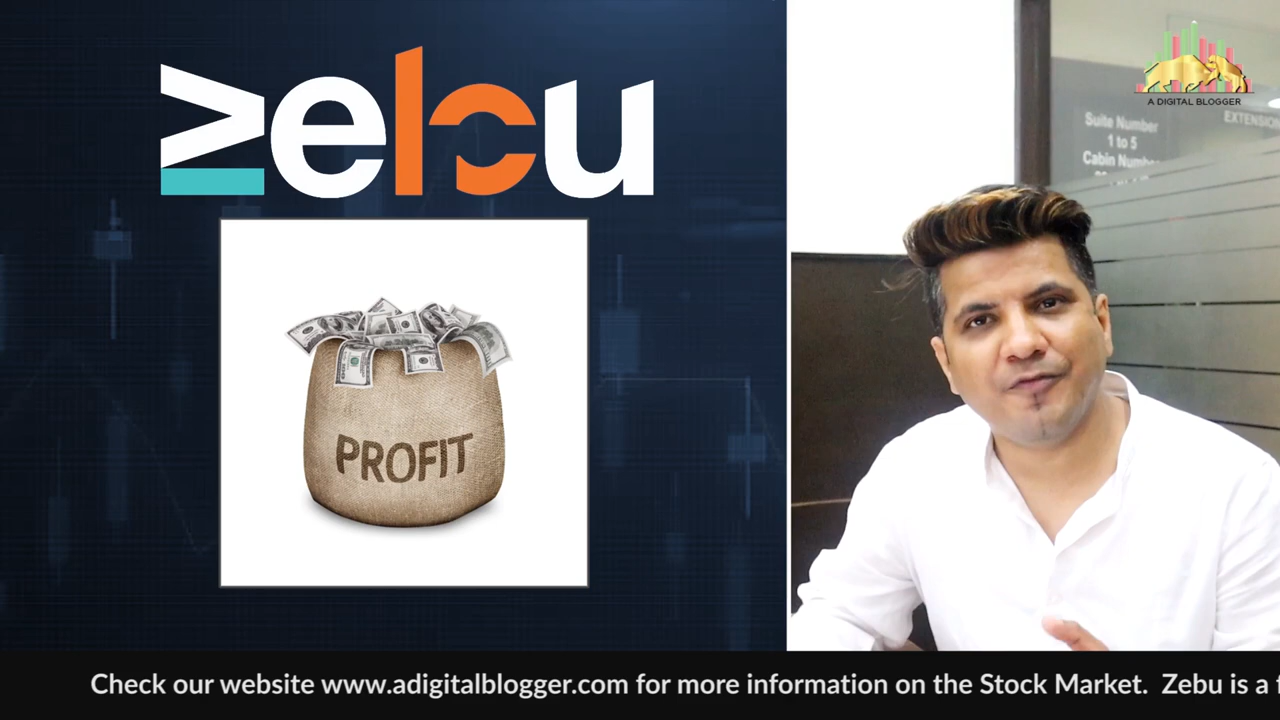 zebu
PROFIT
A DIGITAL BLOGGER
Suite Number
1 to 5
Cabin Number
EXTENSIO
Check our website www.adigitalblogger.com for more information on the Stock Market. Zebu is a